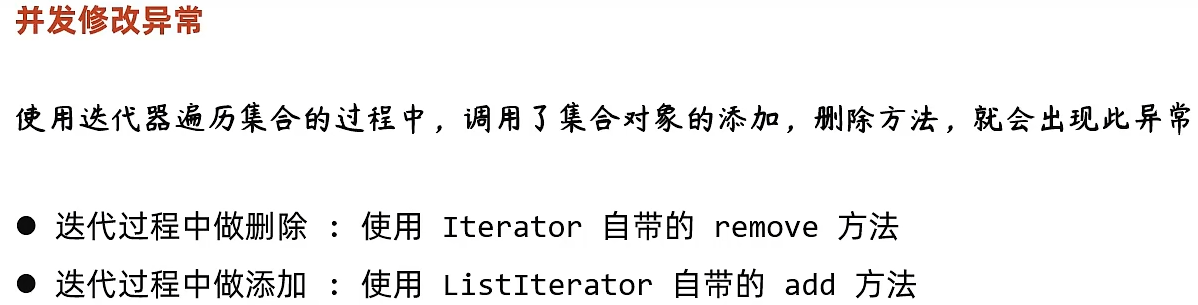 并发修改异常
使用迭代器遍历集合的过程中，调用了集合对象的添加，删除方法，就会出现此异常
● 迭代过程中做删除 : 使用 Iterator 自带的 remove 方法
● 迭代过程中做添加 : 使用 ListIterator 自带的 add 方法